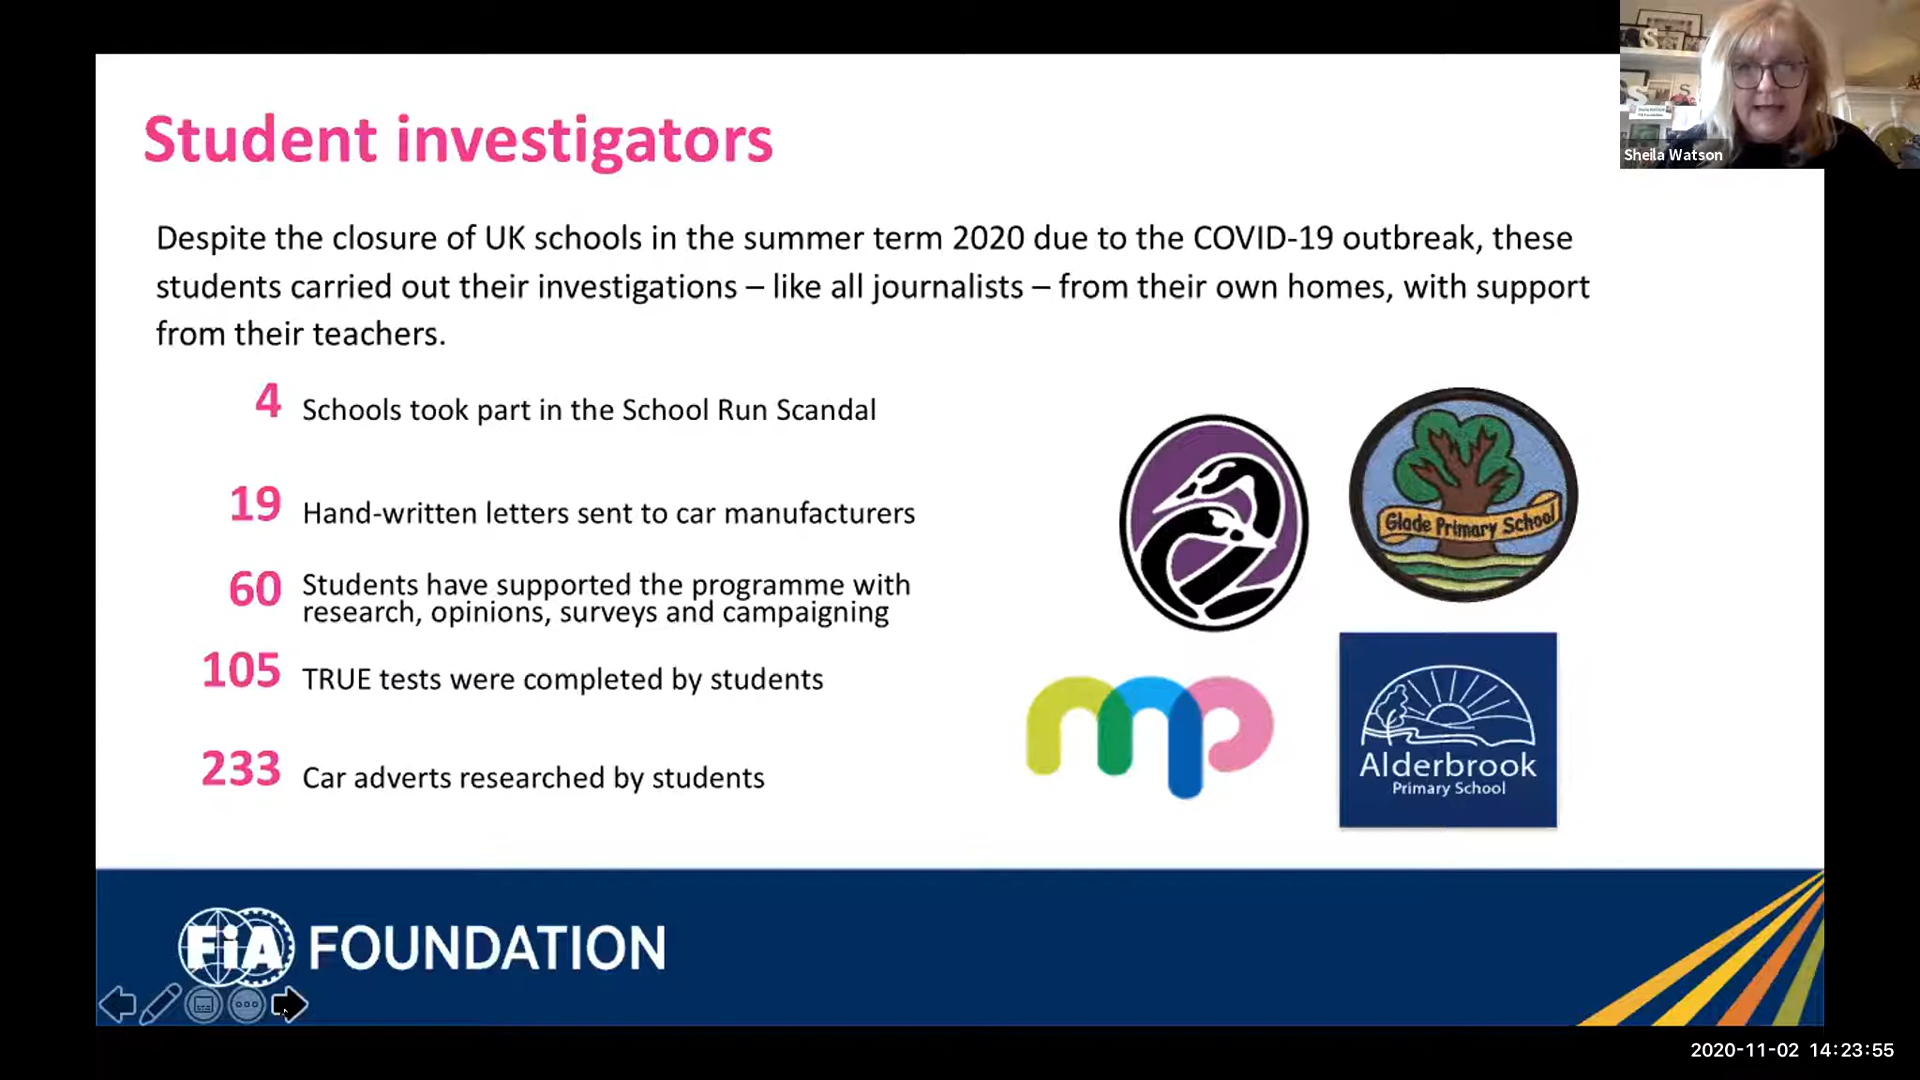 Student investigators
Sheila Watson
Despite the closure of UK schools in the summer term 2020 due to the COVID-19 outbreak, these
students carried out their investigations – like all journalists – from their own homes, with support
from their teachers.
4 Schools took part in the School Run Scandal
19 Hand-written letters sent to car manufacturers
60 Students have supported the programme with
research, opinions, surveys and campaigning
105 TRUE tests were completed by students
233 Car adverts researched by students
Glade Primary School
mp
Alderbrook
Primary School
FiA FOUNDATION
2020-11-02 14:23:55